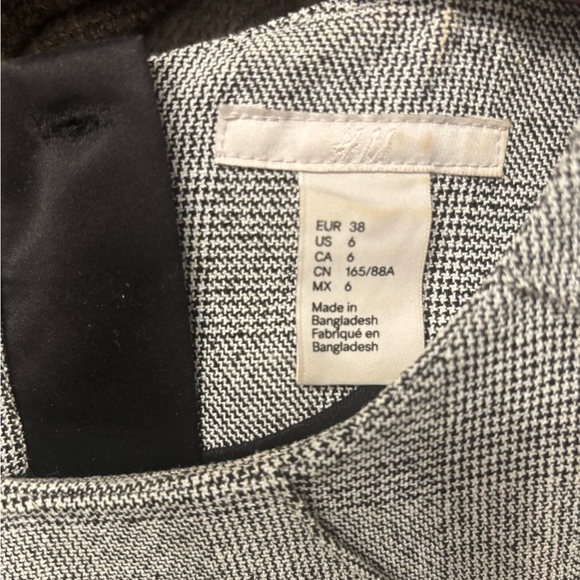 H&M
EUR 38
US 6
CA 6
CN 165/88A
MX 6
Made in
Bangladesh
Fabriqué en
Bangladesh